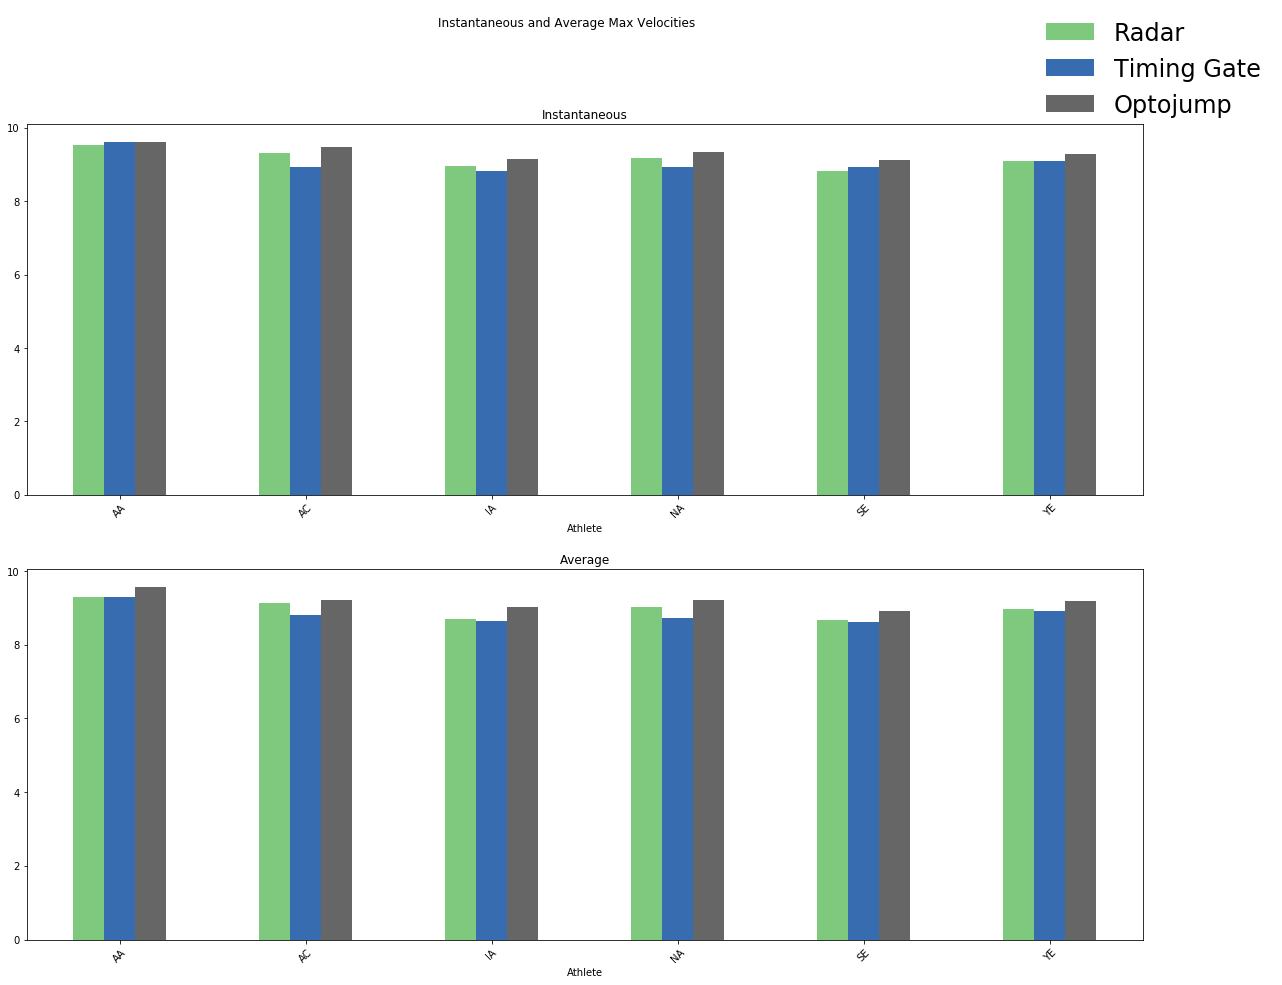 Instantaneous and Average Max Velocities
Radar
Timing Gate
Optojump
Instantaneous
10
8
6
4
2
0
AA AC IA NA SE YE
Athlete
Average
10
8
6
4
2
0
AA AC IA NA SE YE
Athlete